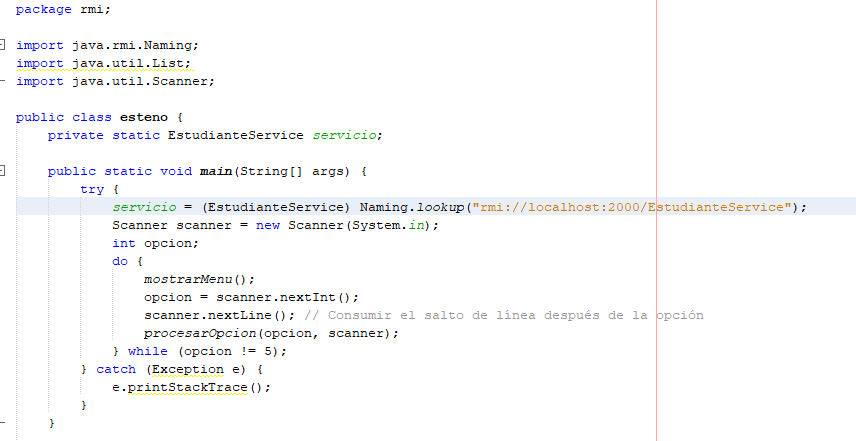 package rmi;
import java.rmi.Naming;
import java.util.List;
import java.util.Scanner;
public class esteno {
private static EstudianteService servicio;
public static void main(String[] args) {
try {
servicio = (EstudianteService) Naming.lookup("rmi://localhost:2000/EstudianteService");
Scanner scanner = new Scanner(System.in);
int opcion;
do {
mostrarMenu();
opcion = scanner.nextInt();
scanner.nextLine(); // Consumir el salto de línea después de la opción
procesarOpcion(opcion, scanner);
} while (opcion != 5);
} catch (Exception e) {
e.printStackTrace();
}
}